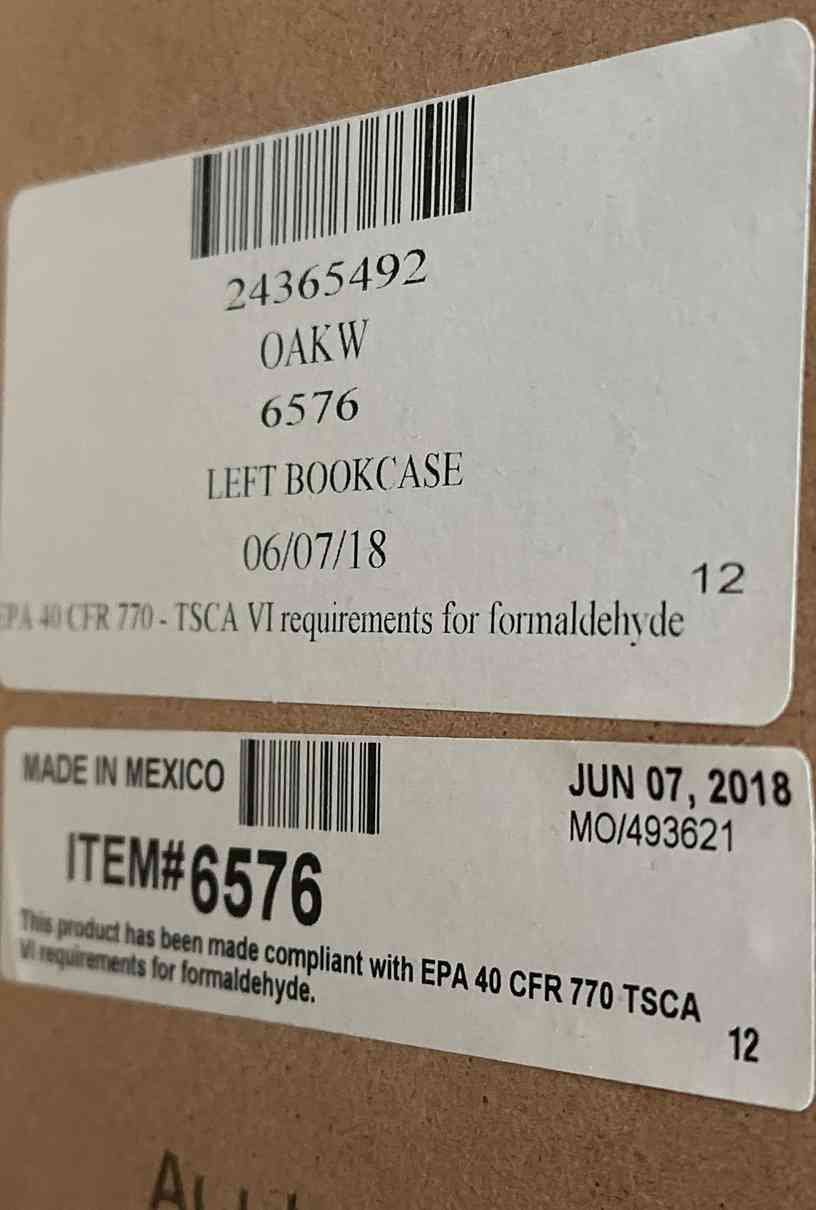 24365492
OAKW
6576
LEFT BOOKCASE
06/07/18
12
EPA 40 CFR 770 - TSCA VI requirements for formaldehyde
MADE IN MEXICO
JUN 07, 2018
MO/493621
ITEM#6576
This product has been made compliant with EPA 40 CFR 770 TSCA
VI requirements for formaldehyde.
12